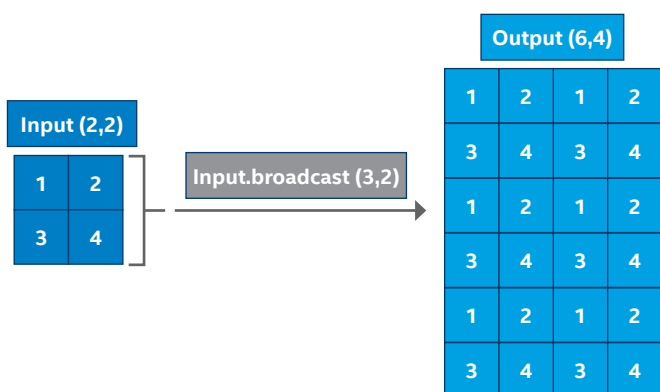 Output (6,4)
Input (2,2)
Input.broadcast (3,2)
1 2
3 4
1 2 1 2
3 4 3 4
1 2 1 2
3 4 3 4
1 2 1 2
3 4 3 4